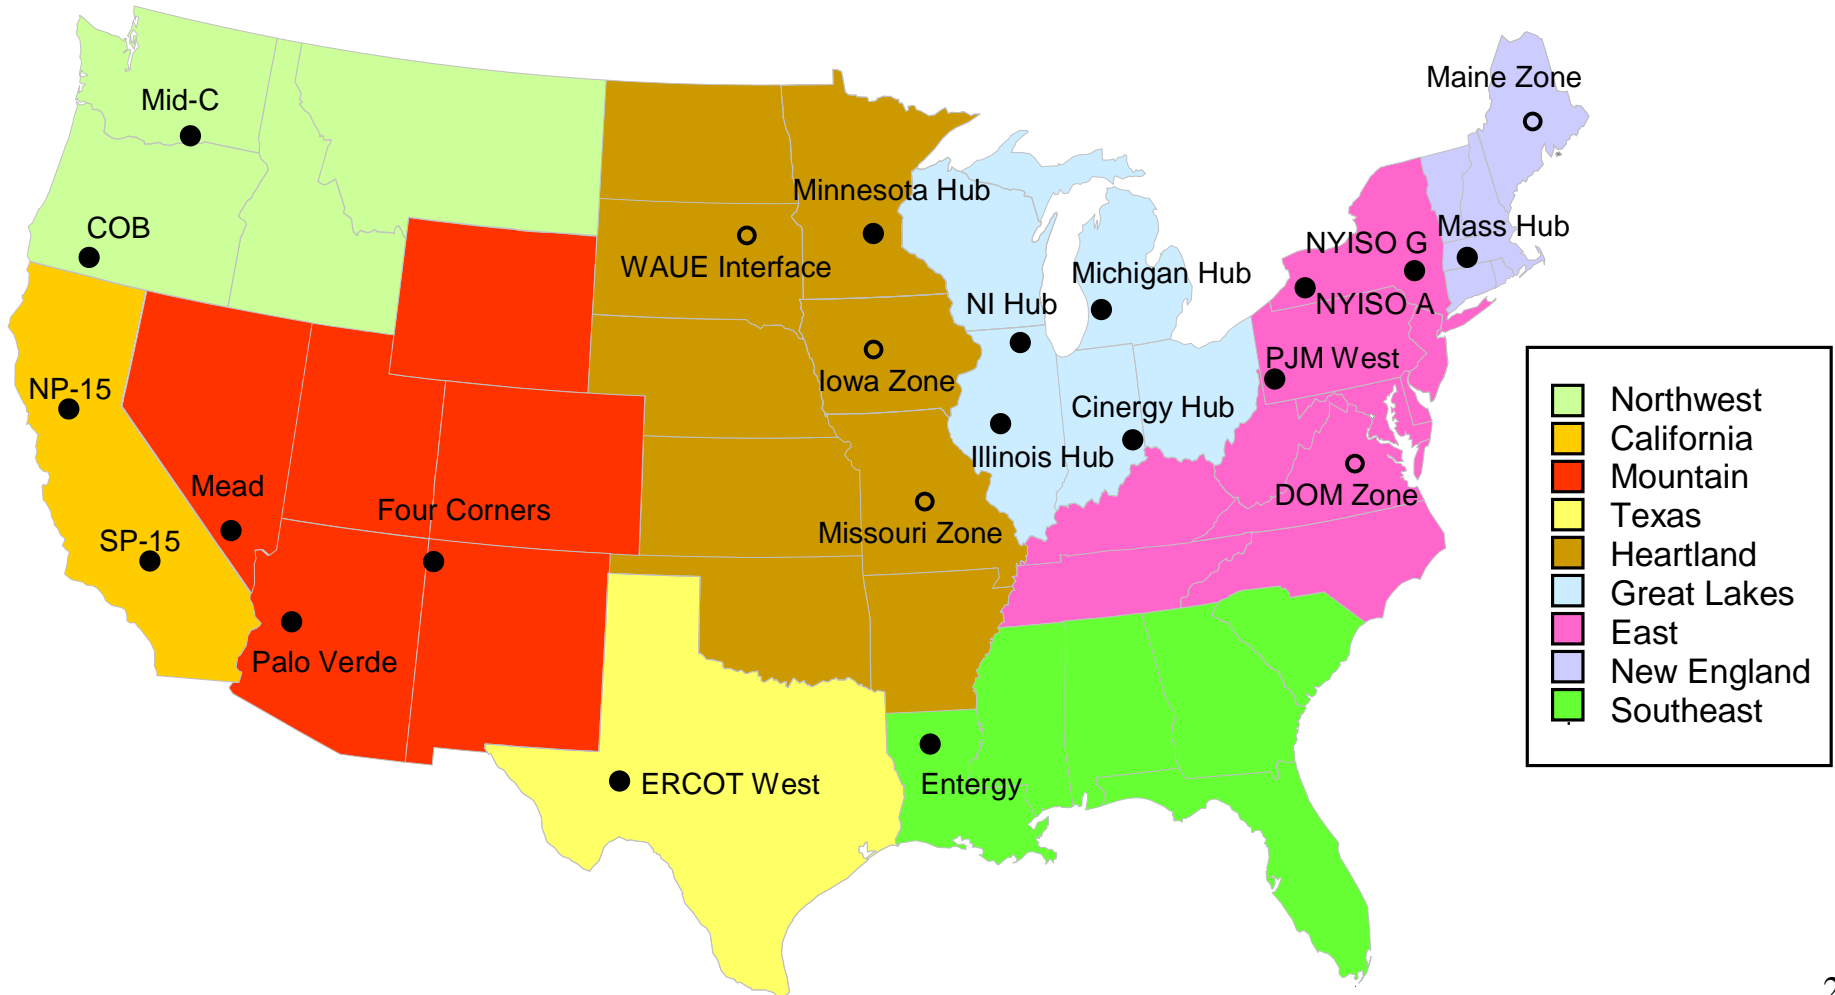 Maine Zone
Mid-C
Minnesota Hub
COB
Mass Hub
NYISO G
WAUE Interface
Michigan Hub
NI Hub
NYISO A
PJM West
Iowa Zone
NP-15
Cinergy Hub
Illinois Hub
Mead
DOM Zone
Four Corners
Missouri Zone
SP-15
Palo Verde
ERCOT West
Entergy
Northwest
California
Mountain
Texas
Heartland
Great Lakes
East
New England
Southeast